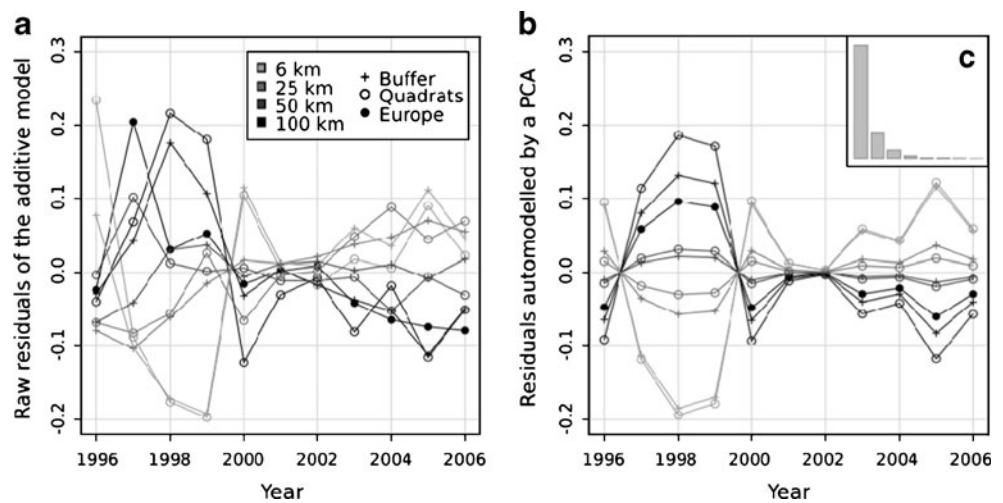 a
Raw residuals of the additive model
0.3
0.2
0.1
0.0
-0.1
-0.2
6 km
25 km
50 km
100 km
Buffer
Quadrats
Europe
1996 1998 2000 2002 2004 2006
Year
b
Residuals automodelled by a PCA
0.3
0.2
0.1
0.0
-0.1
-0.2
c
1996 1998 2000 2002 2004 2006
Year